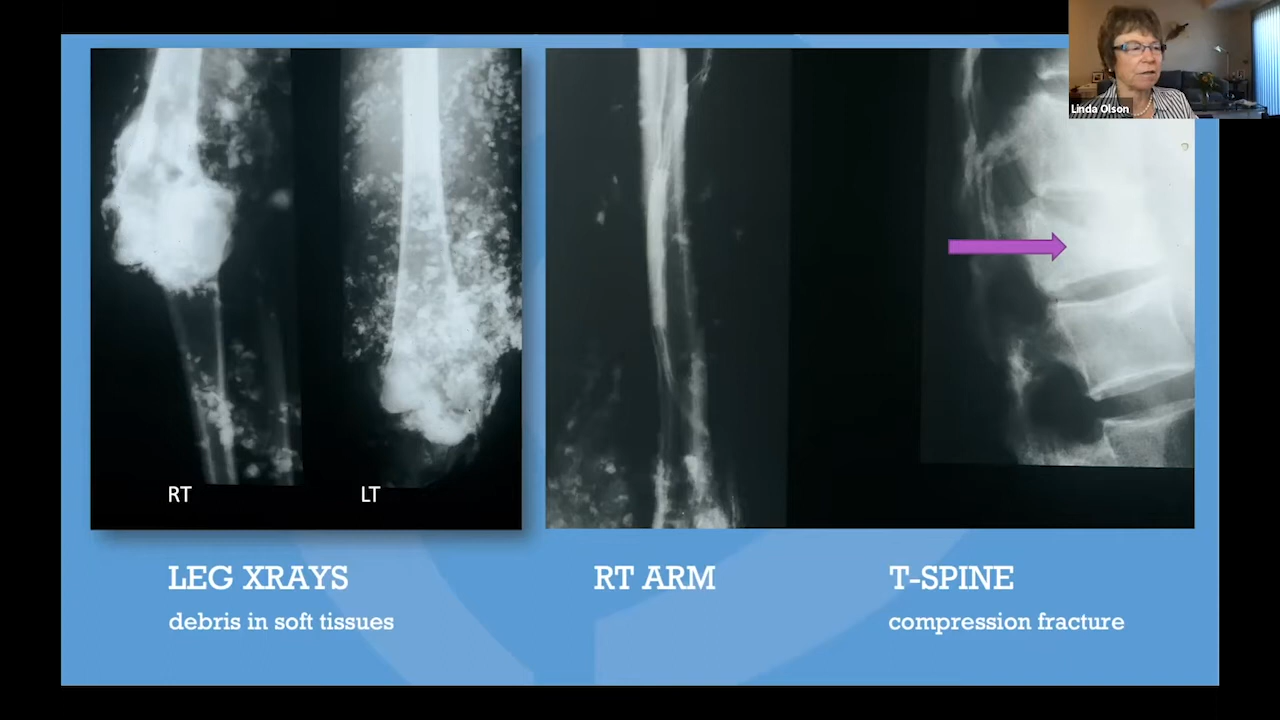 Linda Olson
RT
LT
LEG XRAYS
debris in soft tissues
RT ARM
T-SPINE
compression fracture